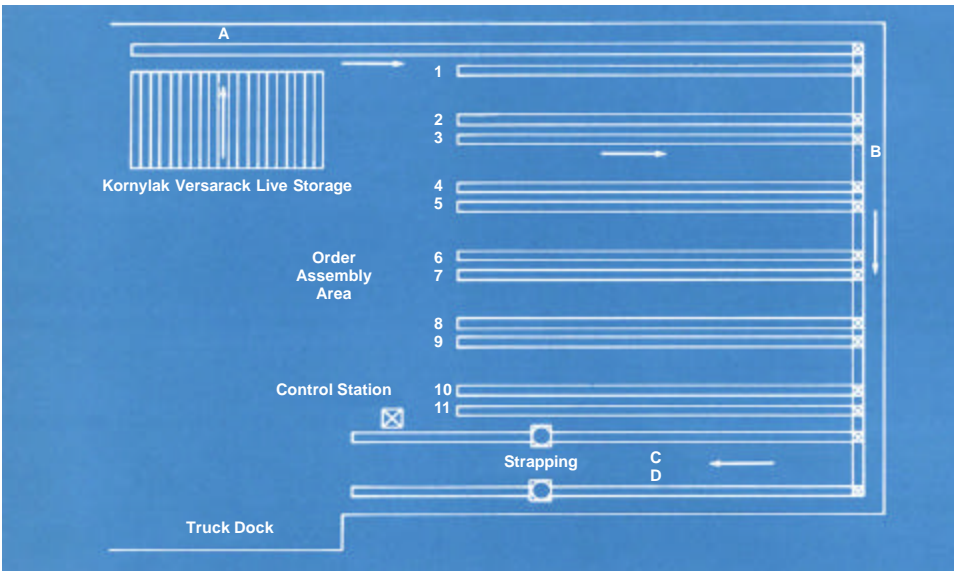 A
1
2
3
B
Kornylak Versarack Live Storage
4
5
Order
Assembly
Area
6
7
8
9
Control Station
10
11
Strapping
C
D
Truck Dock